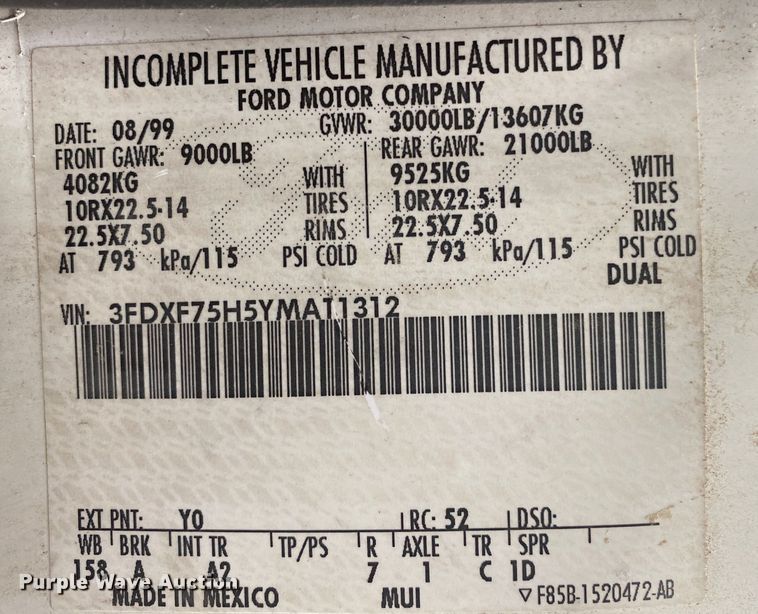 INCOMPLETE VEHICLE MANUFACTURED BY
FORD MOTOR COMPANY
DATE: 08/99 GVWR: 30000LB/13607KG
FRONT GAWR: 9000LB REAR GAWR: 21000LB
4082KG WITH 9525KG WITH
10RX22.5-14 TIRES 10RX22.5-14 TIRES
22.5X7.50 RIMS 22.5X7.50 RIMS
AT 793 kPa/115 PSI COLD AT 793 kPa/115 PSI COLD
DUAL
VIN: 3FDXF75H5YMA11312
EXT PNT: Y0 RC: 52 DSO:
WB BRK INT TR TP/PS R AXLE TR SPR
158 A A2 7 1 C 1D
MADE IN MEXICO MUI ▽ F85B-1520472-AB
Purple Wave Auction